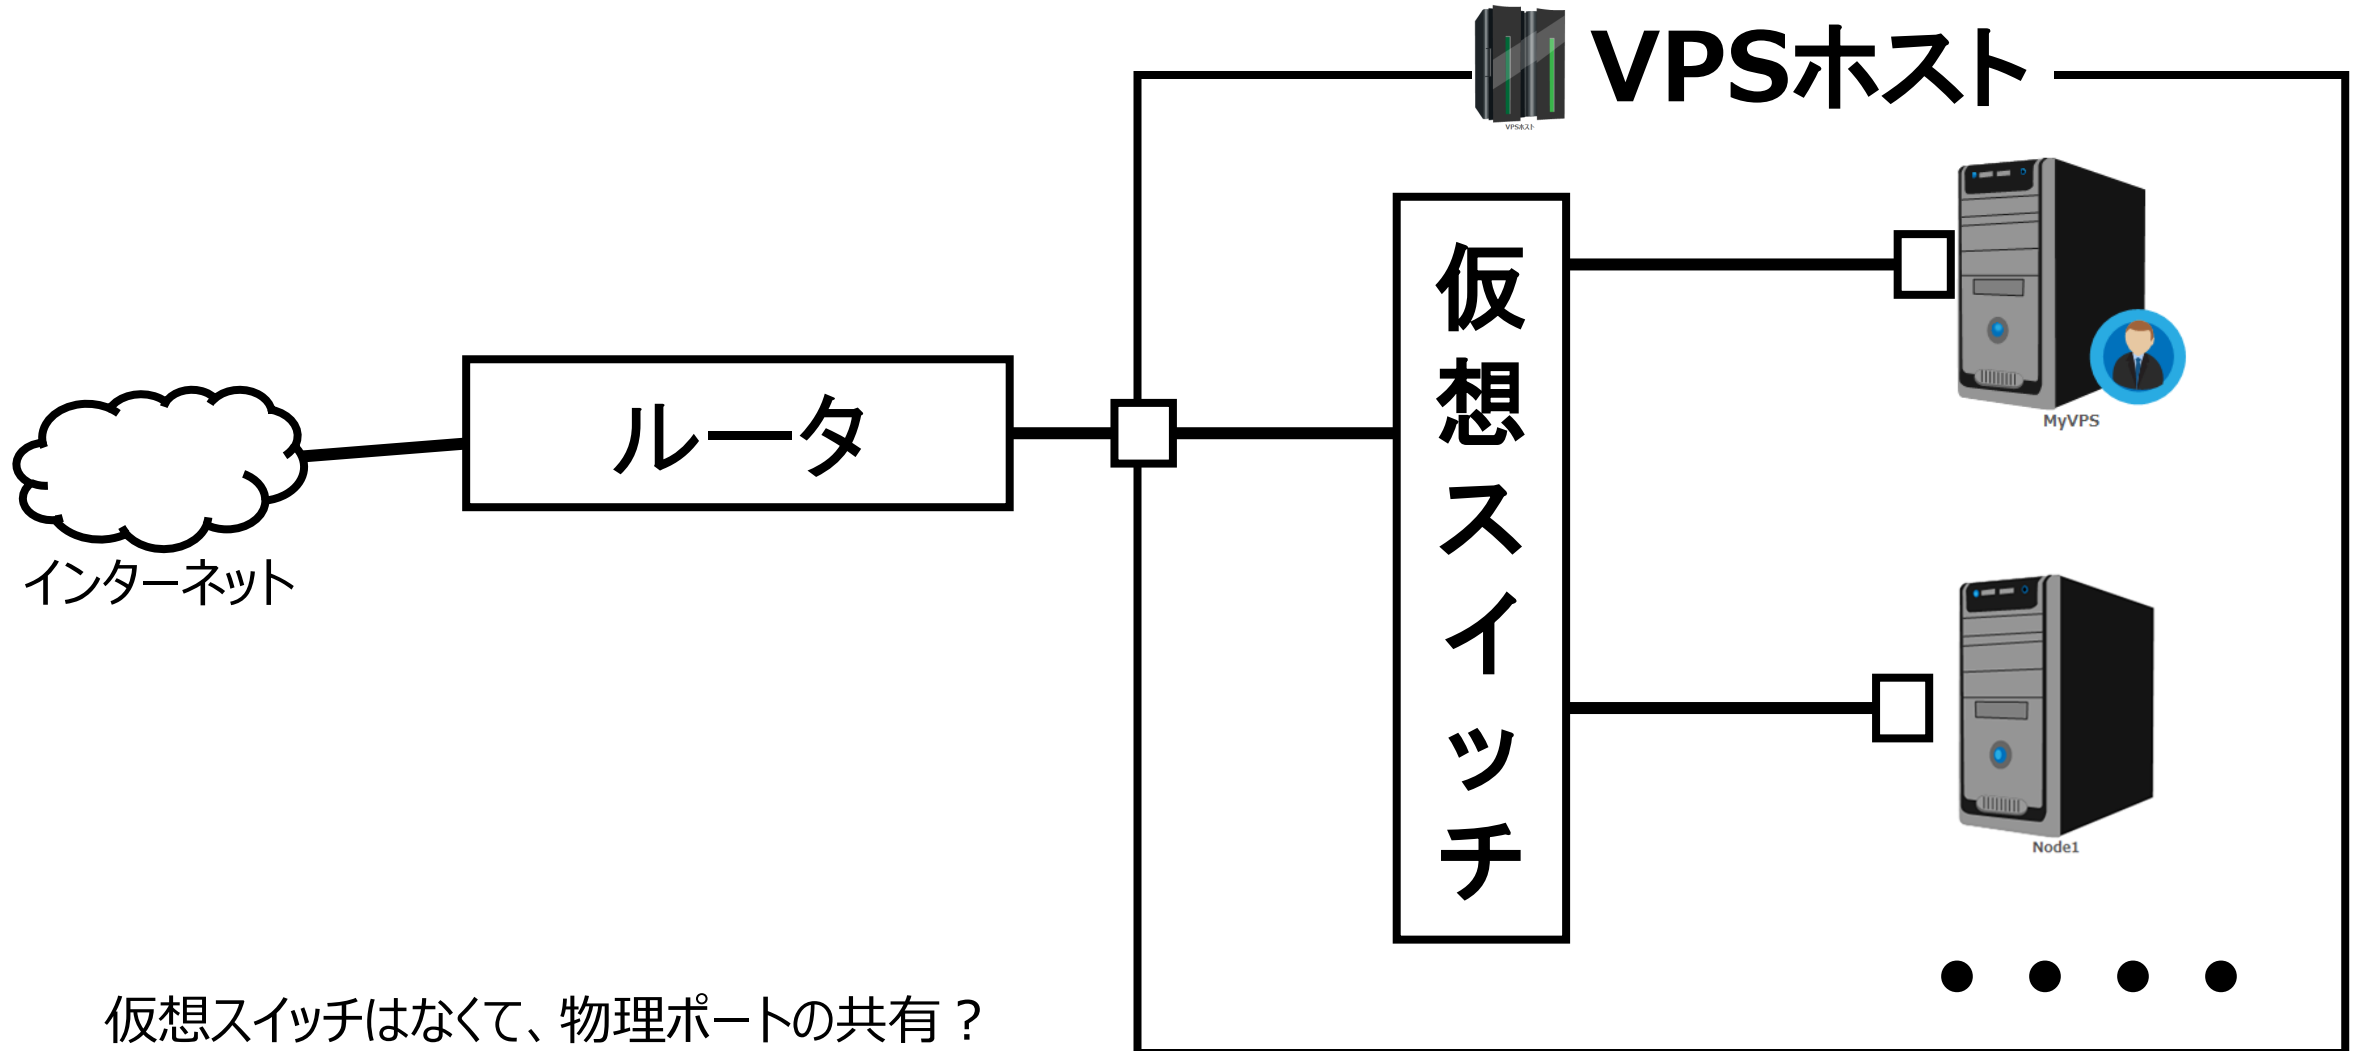 VPSホスト
VPSホスト
仮想スイッチ
MyVPS
ルータ
インターネット
Node1
仮想スイッチはなくて、物理ポートの共有？